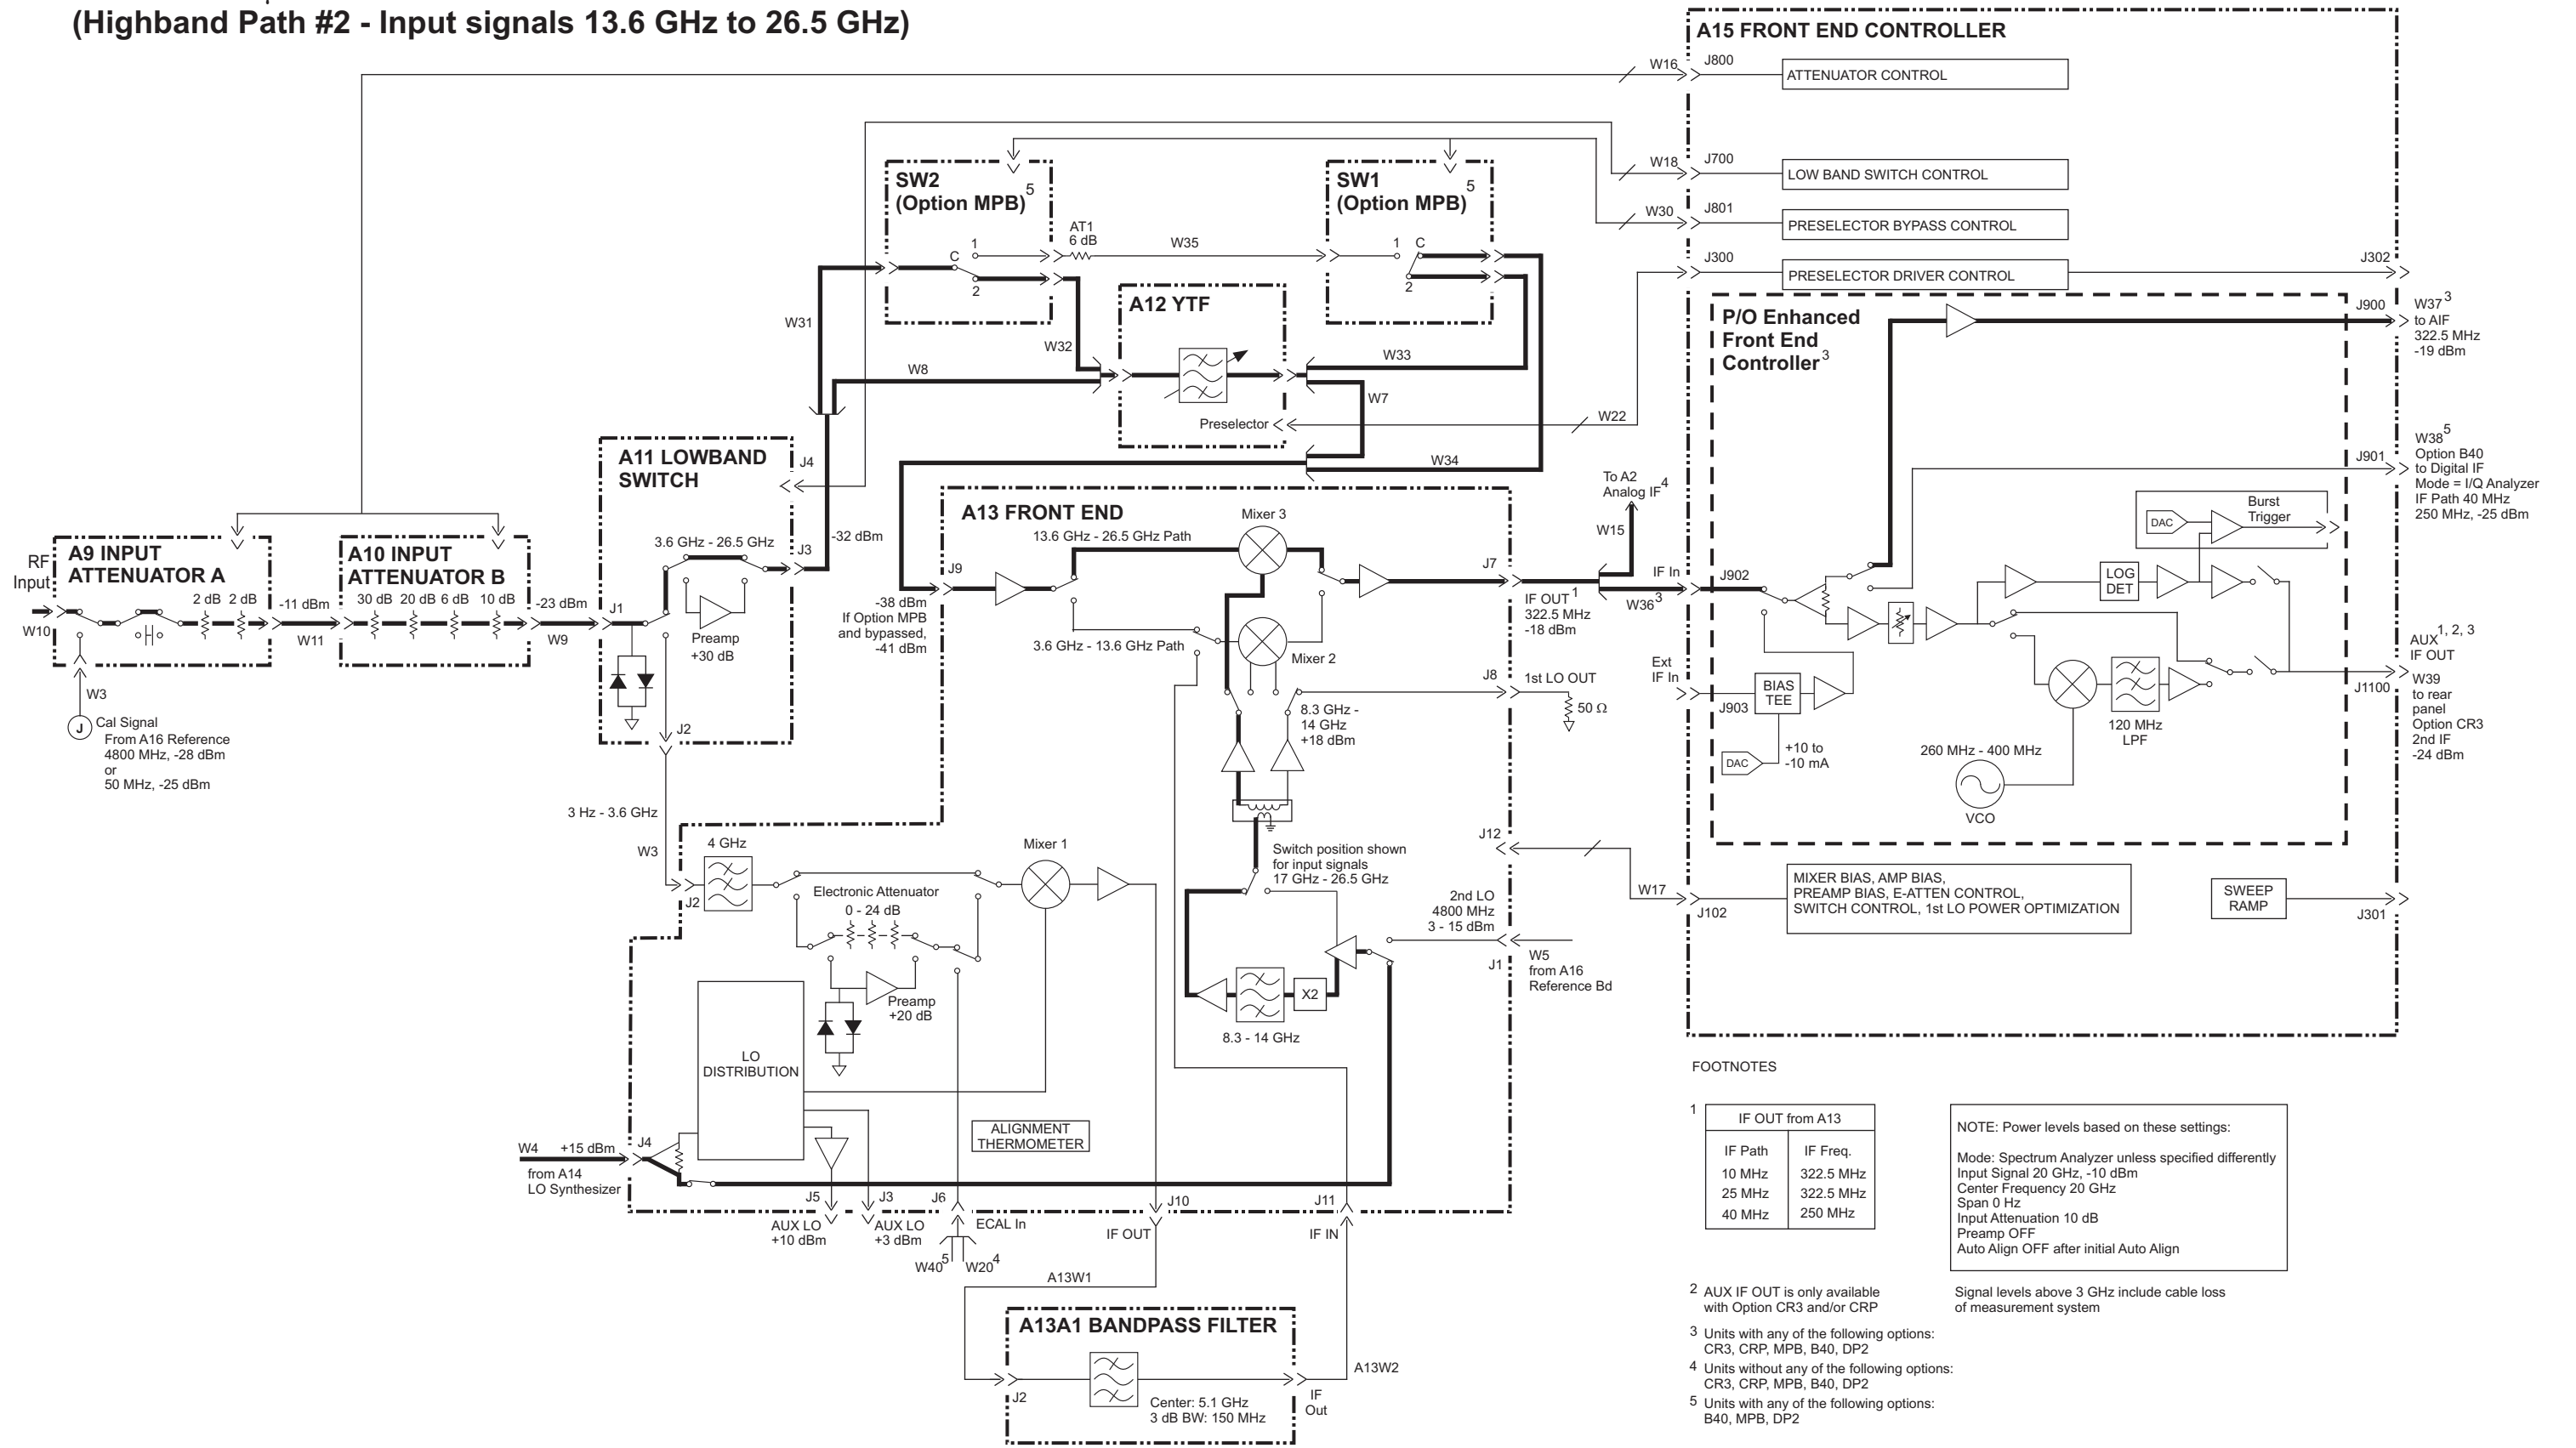 (Highband Path #2 - Input signals 13.6 GHz to 26.5 GHz)
A15 FRONT END CONTROLLER
W16
J800
ATTENUATOR CONTROL
W18
J700
LOW BAND SWITCH CONTROL
W30
J801
PRESELECTOR BYPASS CONTROL
J300
PRESELECTOR DRIVER CONTROL
J302
SW2
(Option MPB) 5
C
1
2
AT1
6 dB
W35
SW1
(Option MPB) 5
1
C
2
W31
W32
W8
A12 YTF
Preselector
W33
W7
W34
W22
P/O Enhanced
Front End
Controller 3
J900
W37 3
to AIF
322.5 MHz
-19 dBm
J901
W38 5
Option B40
to Digital IF
Mode = I/Q Analyzer
IF Path 40 MHz
250 MHz, -25 dBm
Burst
Trigger
DAC
LOG
DET
IF In
J902
W36 3
Ext
IF In
J903
BIAS
TEE
DAC
+10 to
-10 mA
260 MHz - 400 MHz
VCO
120 MHz
LPF
AUX 1, 2, 3
IF OUT
J1100
W39
to rear
panel
Option CR3
2nd IF
-24 dBm
RF
Input
W10
A9 INPUT
ATTENUATOR A
2 dB 2 dB
-11 dBm
W11
W3
J
Cal Signal
From A16 Reference
4800 MHz, -28 dBm
or
50 MHz, -25 dBm
A10 INPUT
ATTENUATOR B
30 dB 20 dB 6 dB 10 dB
-23 dBm
W9
A11 LOWBAND
SWITCH
J4
3.6 GHz - 26.5 GHz
J3
-32 dBm
J1
Preamp
+30 dB
J2
3 Hz - 3.6 GHz
W3
A13 FRONT END
J9
-38 dBm
If Option MPB
and bypassed,
-41 dBm
13.6 GHz - 26.5 GHz Path
Mixer 3
3.6 GHz - 13.6 GHz Path
Mixer 2
J7
IF OUT 1
322.5 MHz
-18 dBm
To A2
Analog IF 4
W15
J8
1st LO OUT
50 Ω
8.3 GHz -
14 GHz
+18 dBm
J12
Switch position shown
for input signals
17 GHz - 26.5 GHz
2nd LO
4800 MHz
3 - 15 dBm
J1
W5
from A16
Reference Bd
X2
8.3 - 14 GHz
W17
J102
MIXER BIAS, AMP BIAS,
PREAMP BIAS, E-ATTEN CONTROL,
SWITCH CONTROL, 1st LO POWER OPTIMIZATION
SWEEP
RAMP
J301
4 GHz
J2
Electronic Attenuator
0 - 24 dB
Mixer 1
Preamp
+20 dB
LO
DISTRIBUTION
ALIGNMENT
THERMOMETER
W4
+15 dBm
J4
from A14
LO Synthesizer
J5
AUX LO
+10 dBm
J3
AUX LO
+3 dBm
J6
ECAL In
W40 5
W20 4
J10
IF OUT
J11
IF IN
A13W1
A13A1 BANDPASS FILTER
J2
Center: 5.1 GHz
3 dB BW: 150 MHz
IF
Out
A13W2
FOOTNOTES
1
IF OUT from A13
IF Path IF Freq.
10 MHz 322.5 MHz
25 MHz 322.5 MHz
40 MHz 250 MHz
NOTE: Power levels based on these settings:
Mode: Spectrum Analyzer unless specified differently
Input Signal 20 GHz, -10 dBm
Center Frequency 20 GHz
Span 0 Hz
Input Attenuation 10 dB
Preamp OFF
Auto Align OFF after initial Auto Align
Signal levels above 3 GHz include cable loss
of measurement system
2 AUX IF OUT is only available
with Option CR3 and/or CRP
3 Units with any of the following options:
CR3, CRP, MPB, B40, DP2
4 Units without any of the following options:
CR3, CRP, MPB, B40, DP2
5 Units with any of the following options:
B40, MPB, DP2